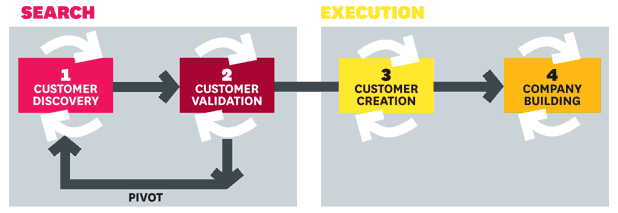 SEARCH
EXECUTION
1
CUSTOMER
DISCOVERY
2
CUSTOMER
VALIDATION
3
CUSTOMER
CREATION
4
COMPANY
BUILDING
PIVOT